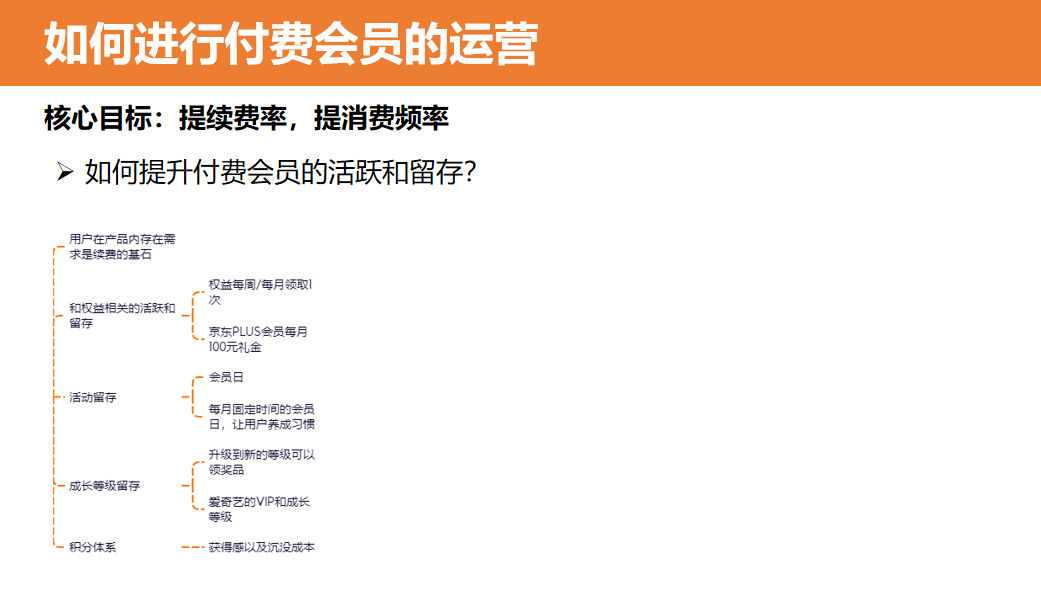 如何进行付费会员的运营
核心目标：提续费率，提消费频率
如何提升付费会员的活跃和留存？
用户在产品内存在需
求是续费的基石
和权益相关的活跃和
留存
权益每周/每月领取1
次
京东PLUS会员每月
100元礼金
活动留存
会员日
每月固定时间的会员
日，让用户养成习惯
成长等级留存
升级到新的等级可以
领奖品
爱奇艺的VIP和成长
等级
积分体系
获得感以及沉没成本